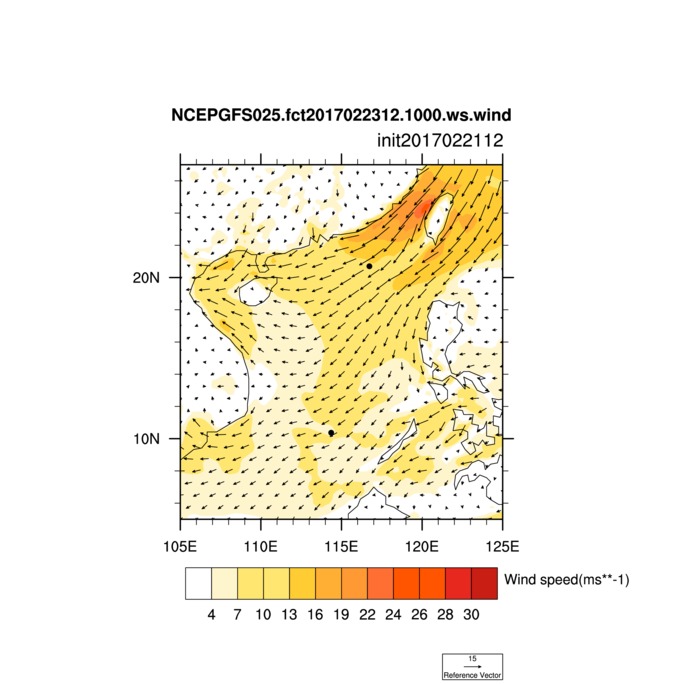 NCEPGFS025.fct2017022312.1000.ws.wind
init2017022112
20N
10N
105E 110E 115E 120E 125E
Wind speed(ms**-1)
4 7 10 13 16 19 22 24 26 28 30
15
Reference Vector